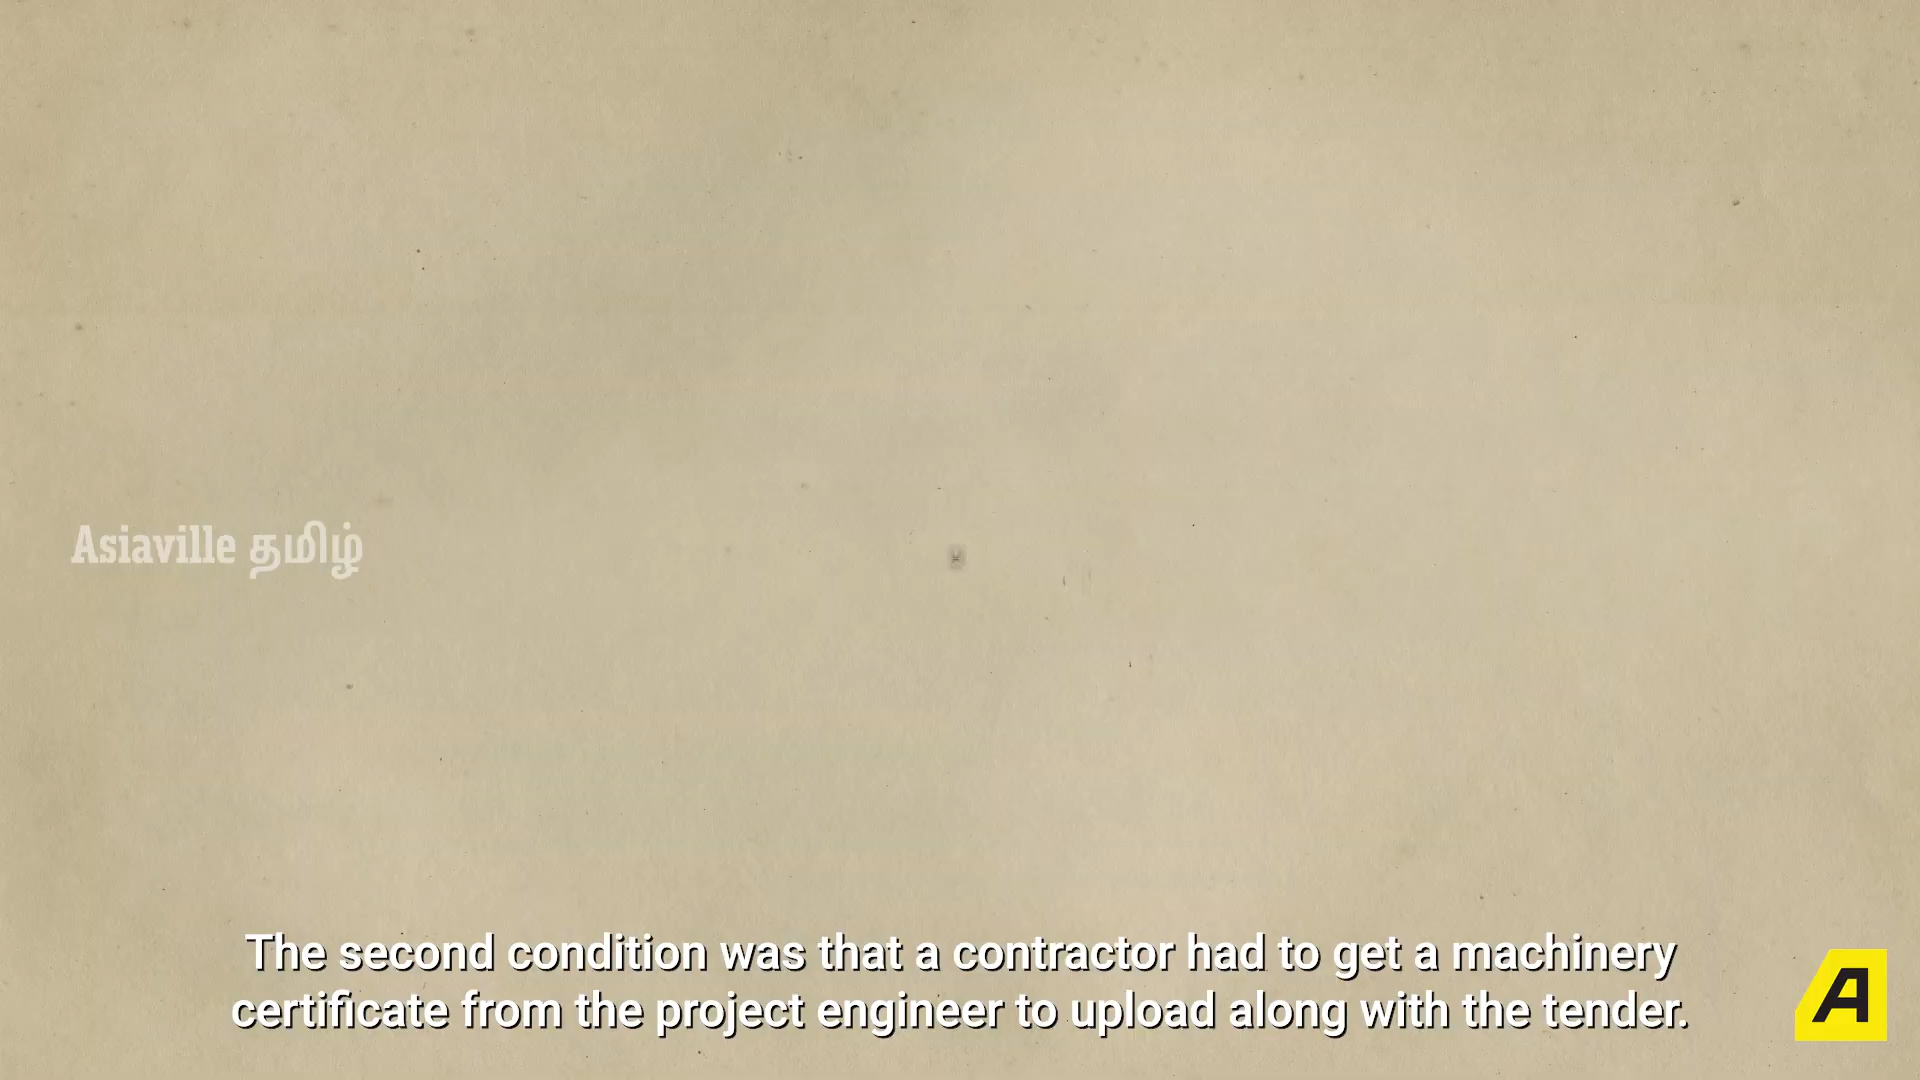 Asiaville தமிழ்
The second condition was that a contractor had to get a machinery
certificate from the project engineer to upload along with the tender.
A